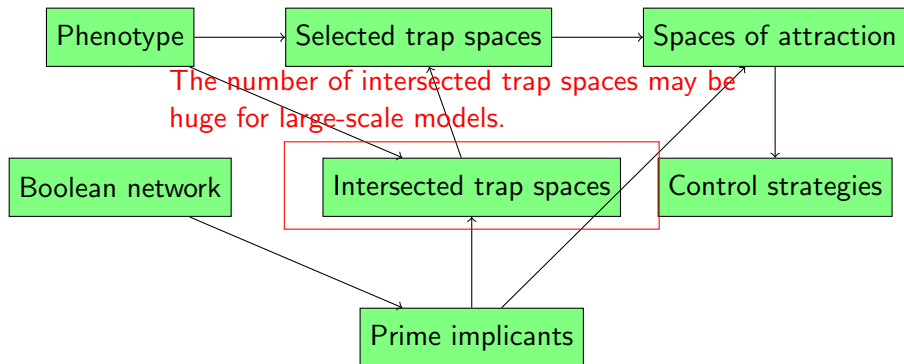 Phenotype
Selected trap spaces
Spaces of attraction
The number of intersected trap spaces may be
huge for large-scale models.
Boolean network
Intersected trap spaces
Control strategies
Prime implicants